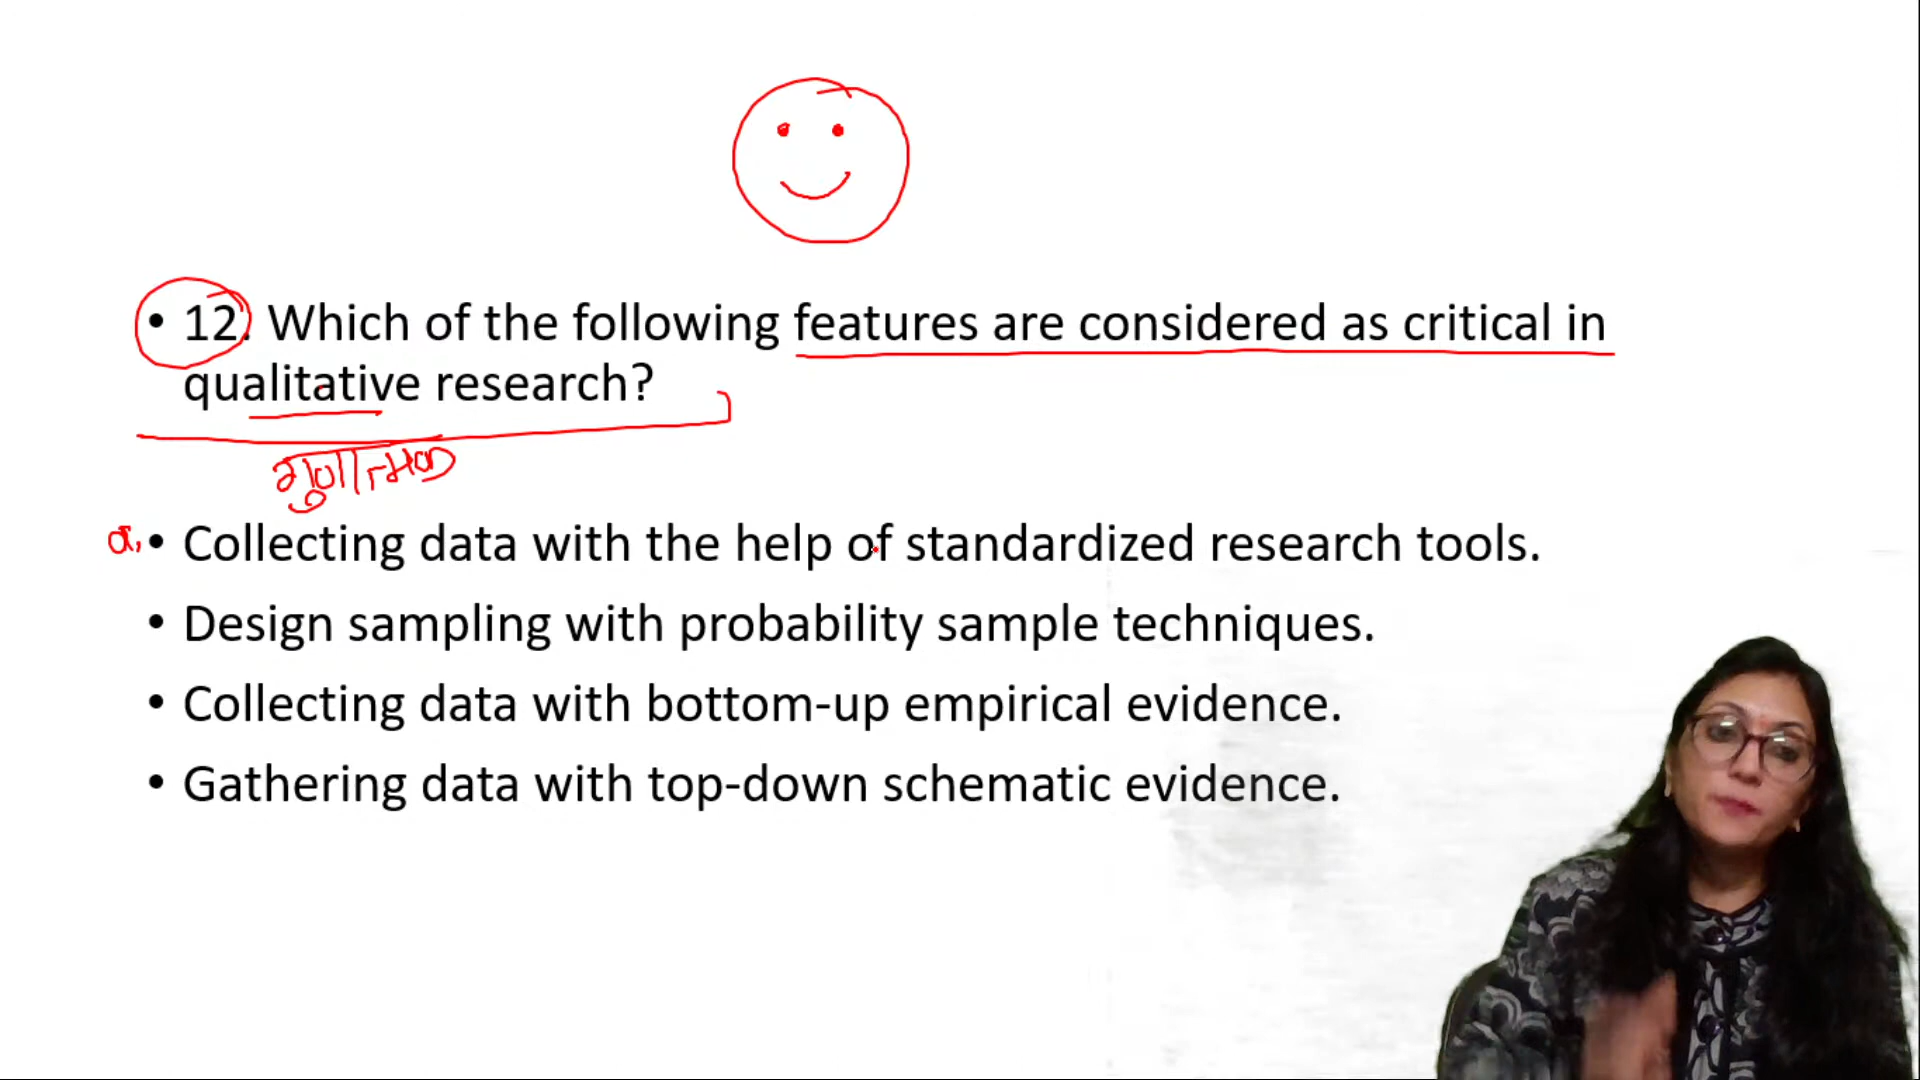 • 12. Which of the following features are considered as critical in
qualitative research?
गुणात्मक
a, • Collecting data with the help of standardized research tools.
• Design sampling with probability sample techniques.
• Collecting data with bottom-up empirical evidence.
• Gathering data with top-down schematic evidence.